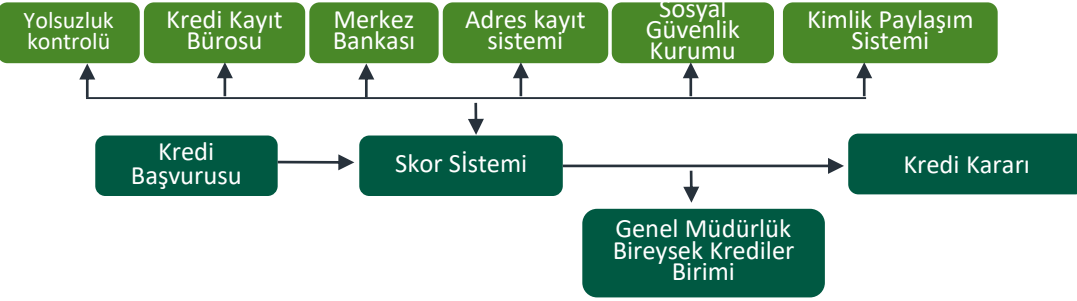 Yolsuzluk
kontrolü
Kredi Kayıt
Bürosu
Merkez
Bankası
Adres kayıt
sistemi
Sosyal
Güvenlik
Kurumu
Kimlik Paylaşım
Sistemi
Kredi
Başvurusu
Skor Sİstemi
Kredi Kararı
Genel Müdürlük
Bireysek Krediler
Birimi